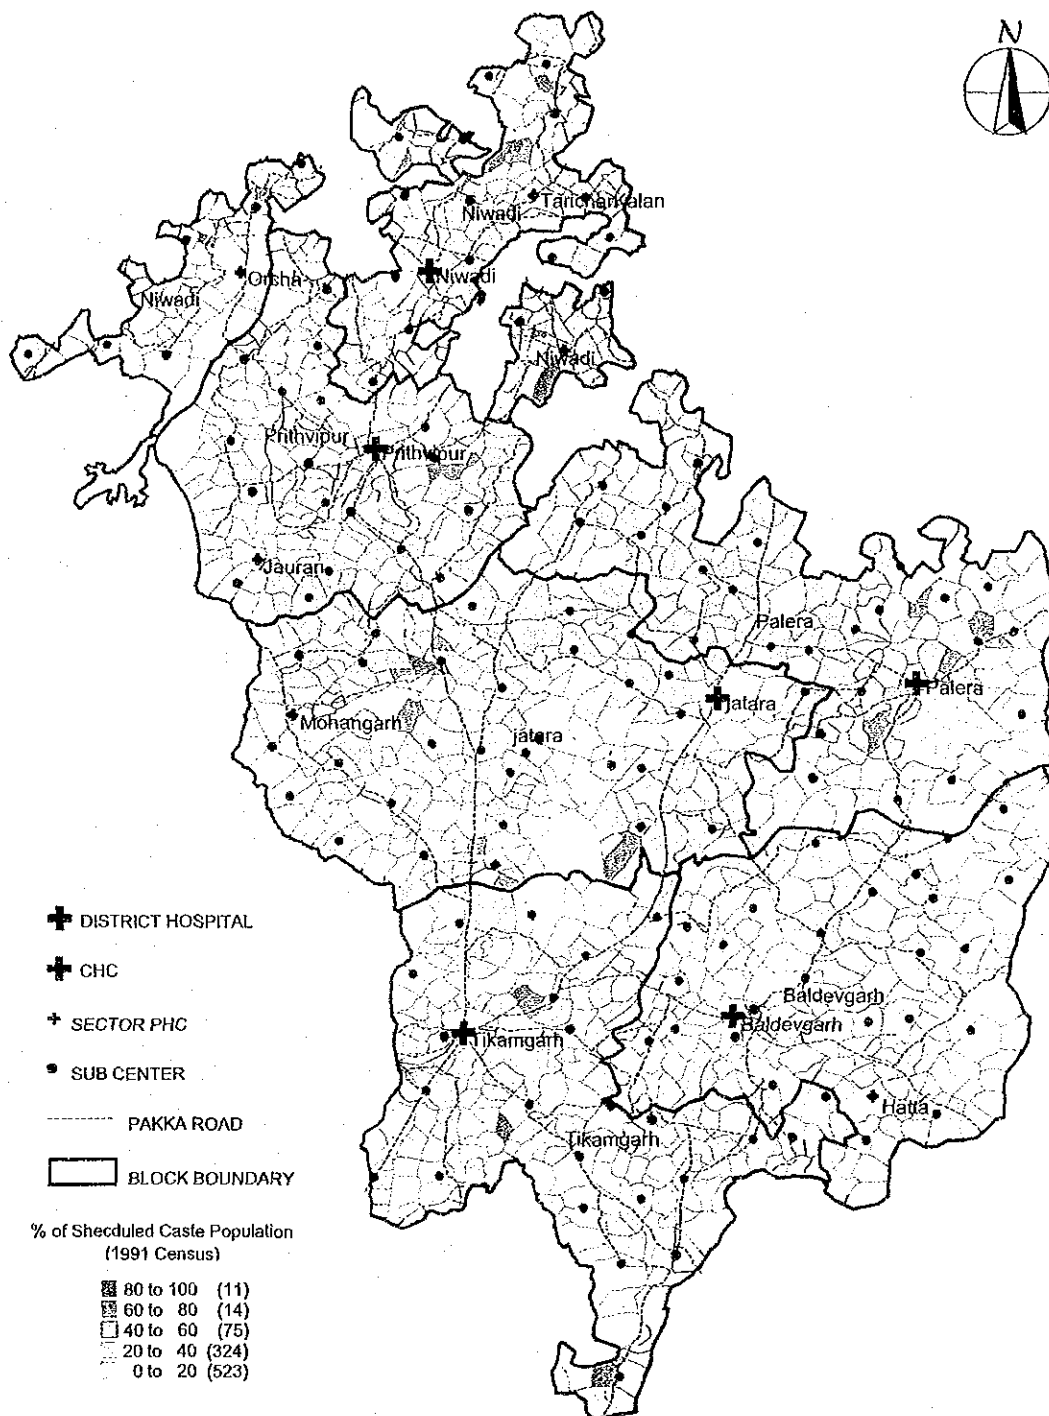 N
Niwadi
Taricharkalan
Niwadi
Orsha
Niwadi
Niwadi
Prithvipur
Prithvipur
Jauran
Palera
Palera
jatara
Mohangarh
jatara
Baldevgarh
Baldevgarh
Tikamgarh
Hatta
Tikamgarh
DISTRICT HOSPITAL
CHC
SECTOR PHC
SUB CENTER
PAKKA ROAD
BLOCK BOUNDARY
% of Shecduled Caste Population
(1991 Census)
80 to 100 (11)
60 to 80 (14)
40 to 60 (75)
20 to 40 (324)
0 to 20 (523)